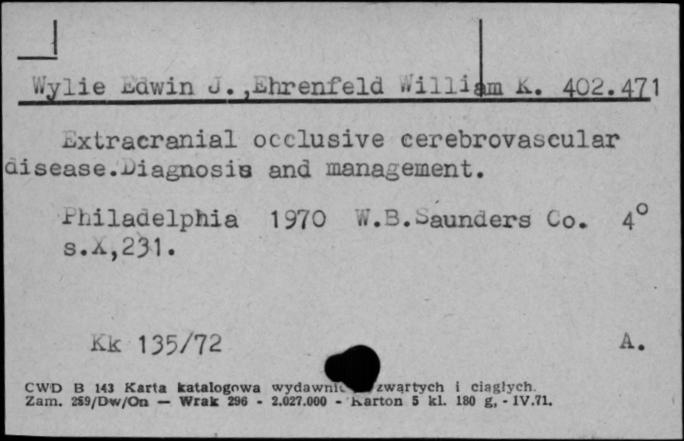 Wylie Edwin J.,Ehrenfeld William K. 402.471
Extracranial occlusive cerebrovascular
disease.Diagnosis and management.
Philadelphia 1970 W.B.Saunders Co. 4°
s.X,231.
Kk 135/72 A.
CWD B 143 Karta katalogowa zwartych i ciągłych.
Zam. 259/Dw/On — Wrak 296 - 2.027.000 - Karton 5 kl. 180 g, - IV.71.